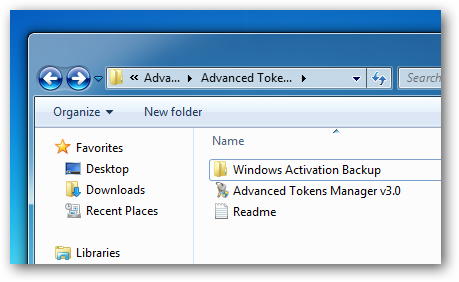 « Adva... ▸ Advanced Toke... ▸
Search
Organize ▾ New folder
Favorites
Desktop
Downloads
Recent Places
Libraries
Name
Windows Activation Backup
Advanced Tokens Manager v3.0
Readme